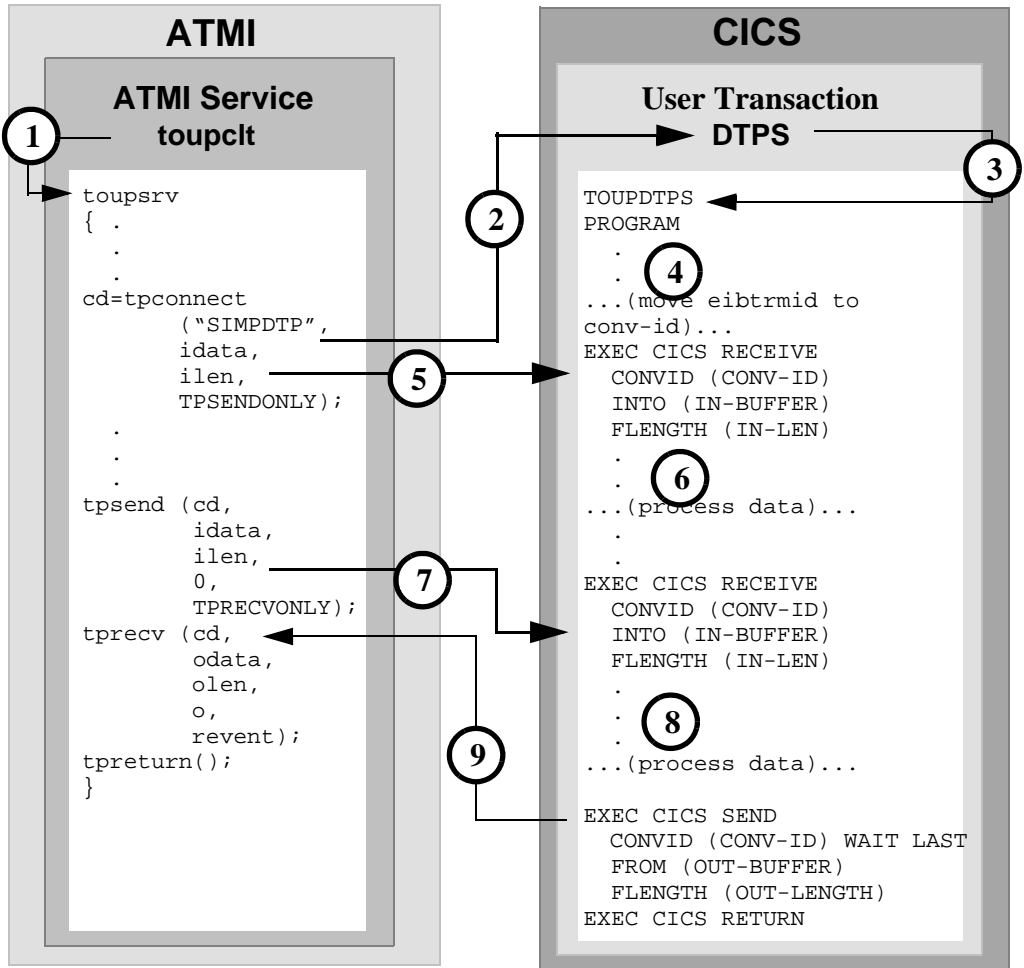 ATMI
ATMI Service
toupclt
1
toupsrv
{ .
.
.
cd=tpconnect
(“SIMPDTP”,
idata,
ilen,
TPSENDONLY);
.
.
.
tpsend (cd,
idata,
ilen,
0,
TPRECVONLY);
tprecv (cd,
odata,
olen,
o,
revent);
tpreturn();
}
2
5
7
9
CICS
User Transaction
DTPS
3
TOUPDTPS
PROGRAM
.
.
4
...(move eibtrmid to
conv-id)...
EXEC CICS RECEIVE
CONVID (CONV-ID)
INTO (IN-BUFFER)
FLENGTH (IN-LEN)
.
.
6
...(process data)...
.
.
EXEC CICS RECEIVE
CONVID (CONV-ID)
INTO (IN-BUFFER)
FLENGTH (IN-LEN)
.
.
.
8
...(process data)...
EXEC CICS SEND
CONVID (CONV-ID) WAIT LAST
FROM (OUT-BUFFER)
FLENGTH (OUT-LENGTH)
EXEC CICS RETURN